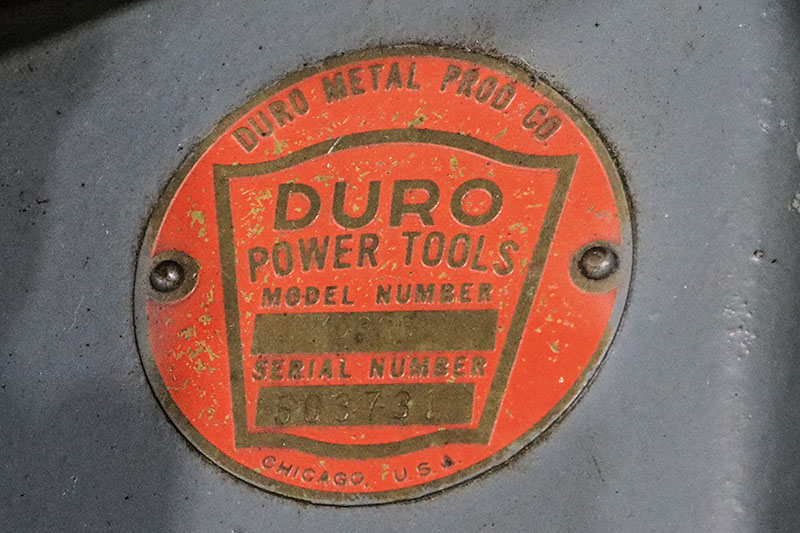 DURO METAL PROD CO.
DURO
POWER TOOLS
MODEL NUMBER
SERIAL NUMBER
503731
CHICAGO, U.S.A